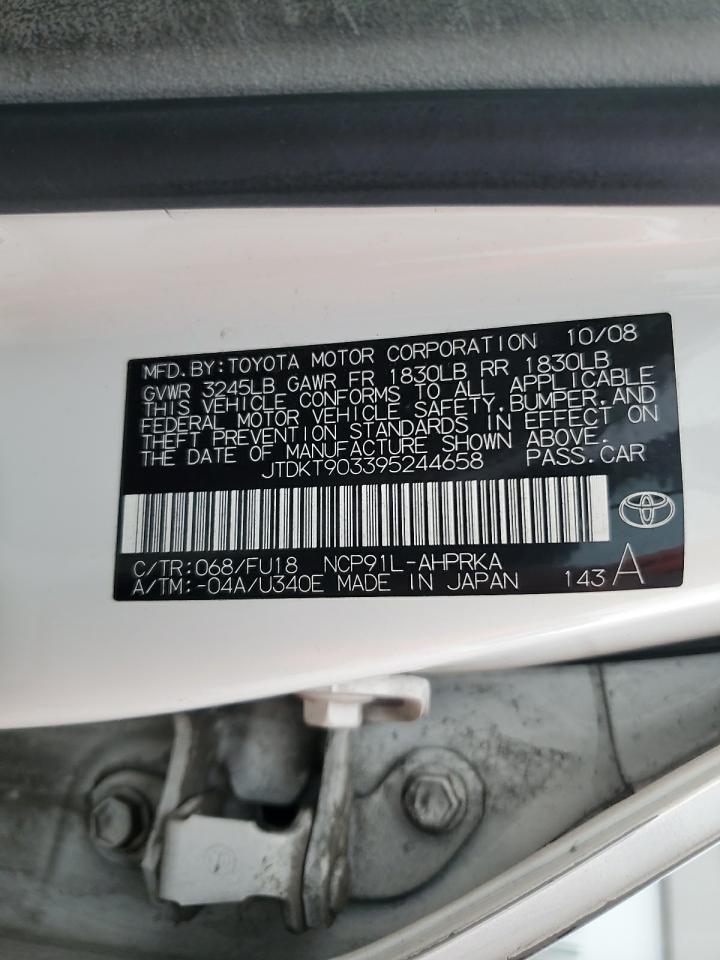 MFD.BY:TOYOTA MOTOR CORPORATION 10/08
GVWR 3245LB GAWR FR 1830LB RR 1830LB
THIS VEHICLE CONFORMS TO ALL APPLICABLE
FEDERAL MOTOR VEHICLE SAFETY,BUMPER,AND
THEFT PREVENTION STANDARDS IN EFFECT ON
THE DATE OF MANUFACTURE SHOWN ABOVE.
JTDKT903395244658 PASS.CAR
C/TR:068/FU18 NCP91L-AHPRKA
A/TM:-04A/U340E MADE IN JAPAN 143 A